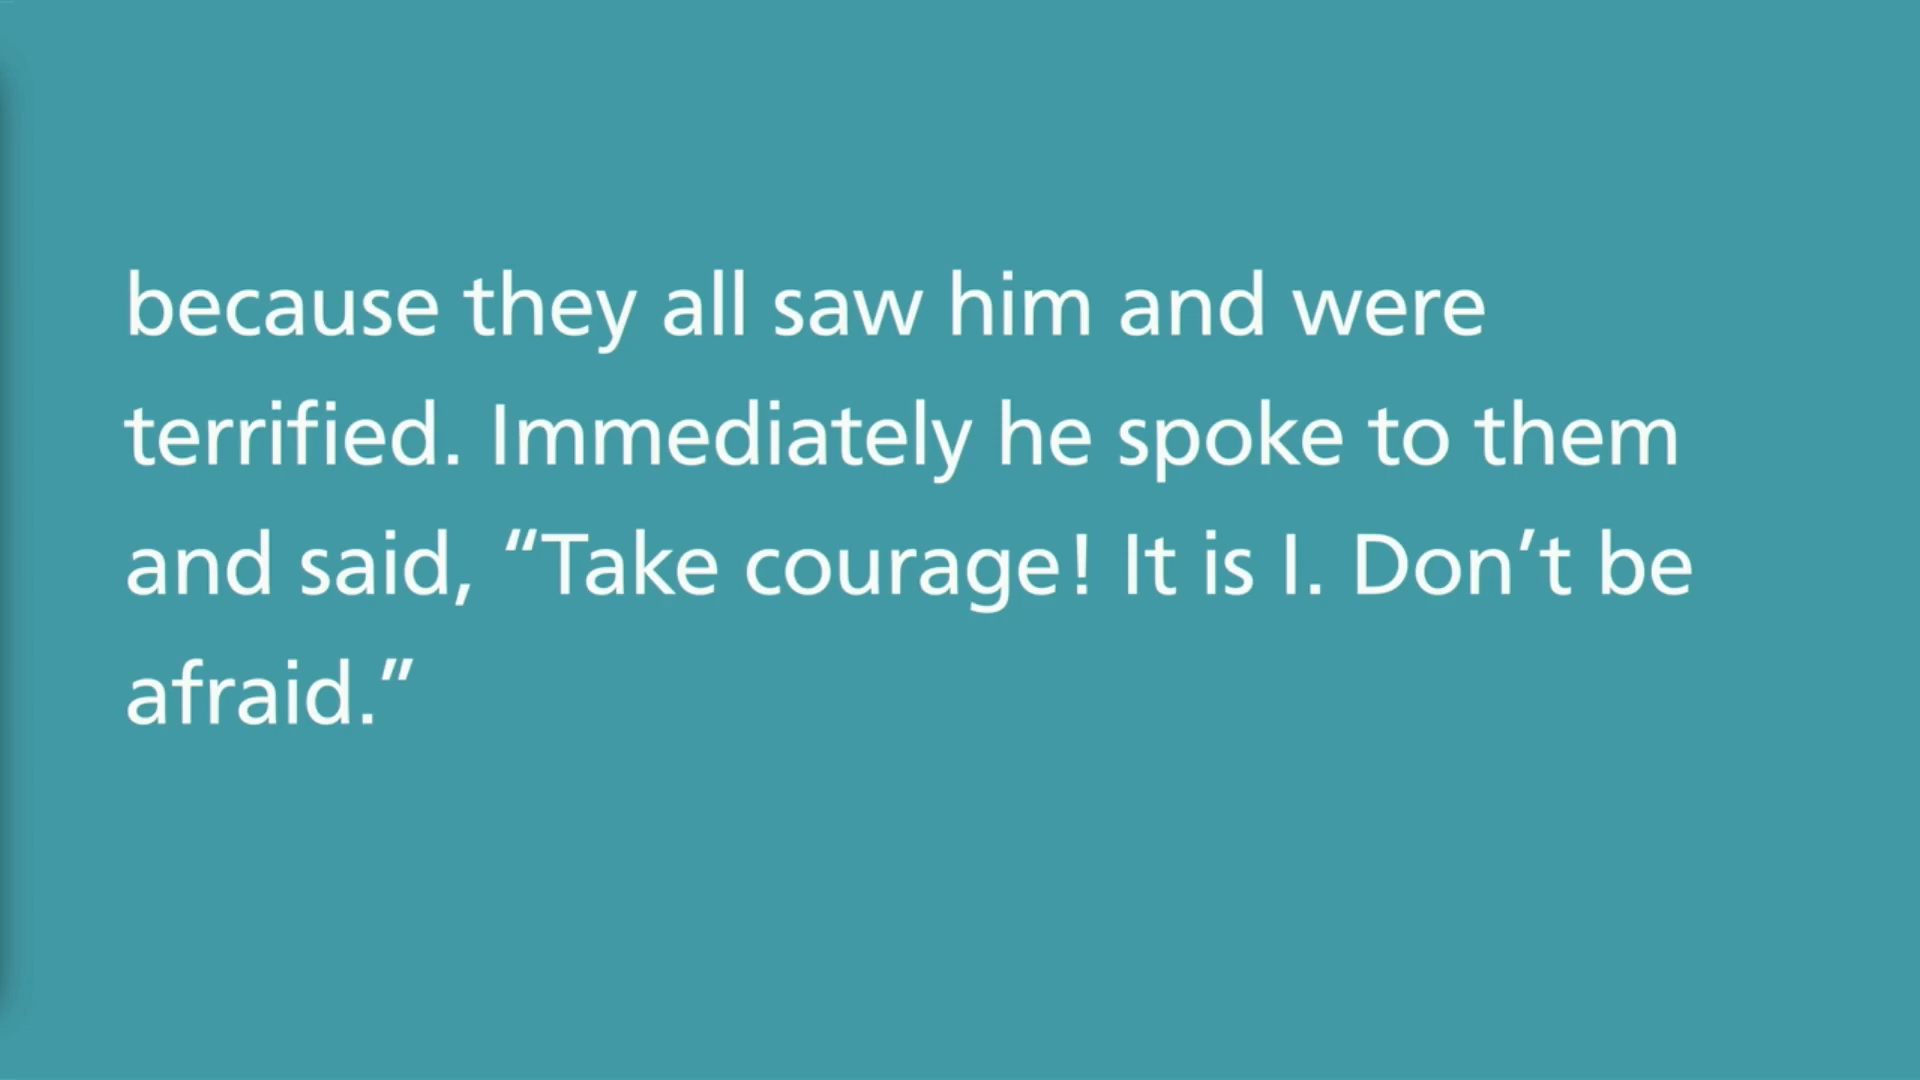 because they all saw him and were
terrified. Immediately he spoke to them
and said, “Take courage! It is I. Don’t be
afraid.”